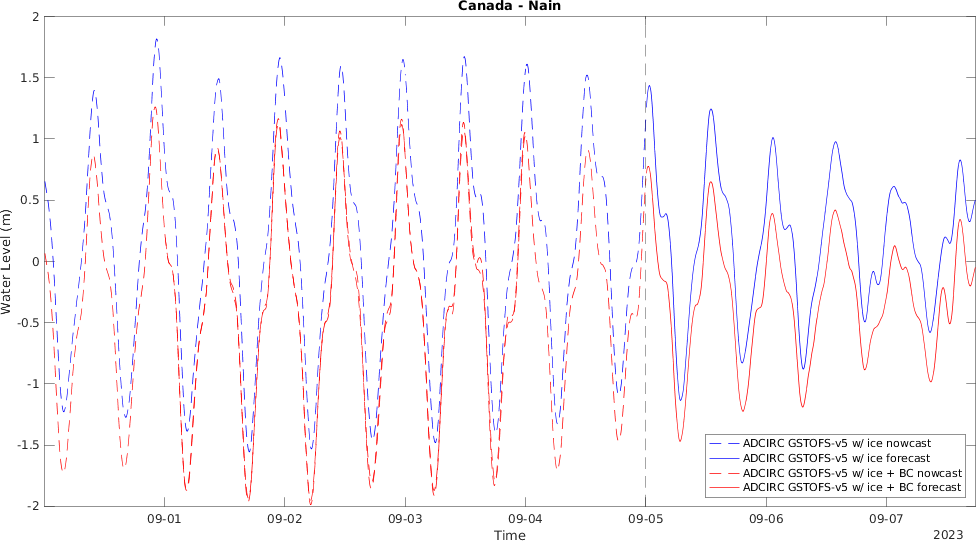 Canada - Nain
Water Level (m)
2
1.5
1
0.5
0
-0.5
-1
-1.5
-2
ADCIRC GSTOFS-v5 w/ ice nowcast
ADCIRC GSTOFS-v5 w/ ice forecast
ADCIRC GSTOFS-v5 w/ ice + BC nowcast
ADCIRC GSTOFS-v5 w/ ice + BC forecast
09-01 09-02 09-03 09-04 09-05 09-06 09-07
Time
2023